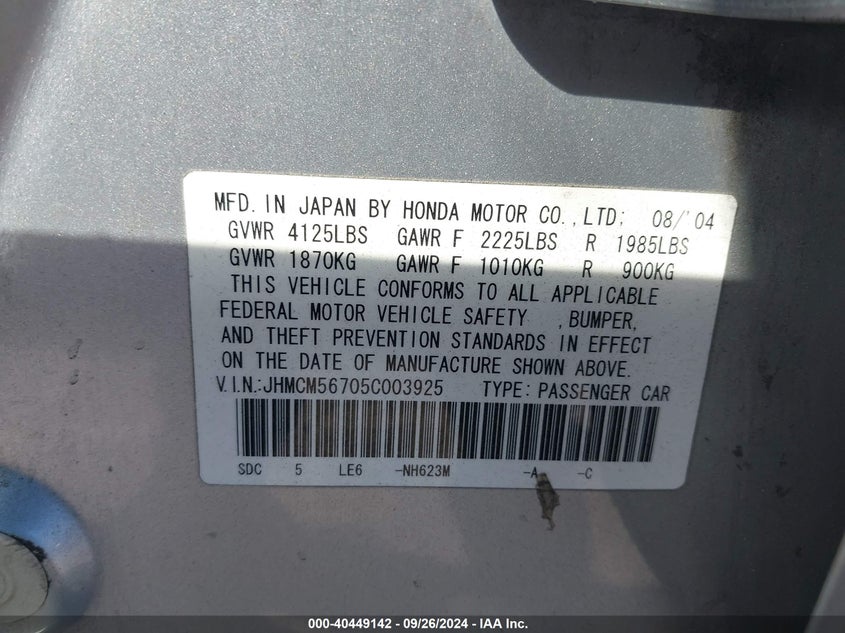 MFD. IN JAPAN BY HONDA MOTOR CO., LTD; 08/'04
GVWR 4125LBS GAWR F 2225LBS R 1985LBS
GVWR 1870KG GAWR F 1010KG R 900KG
THIS VEHICLE CONFORMS TO ALL APPLICABLE
FEDERAL MOTOR VEHICLE SAFETY , BUMPER,
AND THEFT PREVENTION STANDARDS IN EFFECT
ON THE DATE OF MANUFACTURE SHOWN ABOVE.
V.I.N.:JHMCM56705C003925 TYPE: PASSENGER CAR
SDC 5 LE6 -NH623M -A -C
000-40449142 - 09/26/2024 - IAA Inc.